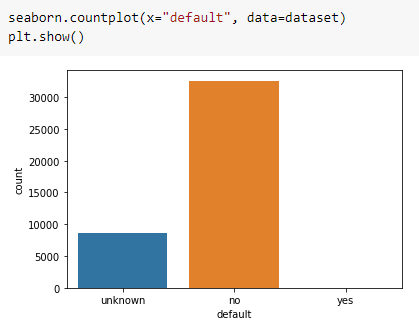 seaborn.countplot(x="default", data=dataset)
plt.show()
30000
25000
20000
15000
10000
5000
0
count
unknown no yes
default